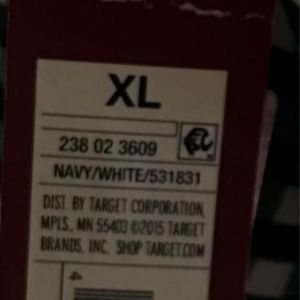 XL
238 02 3609
NAVY/WHITE/531831
DIST. BY TARGET CORPORATION,
MPLS., MN 55403 ©2015 TARGET
BRANDS, INC. SHOP TARGET.COM